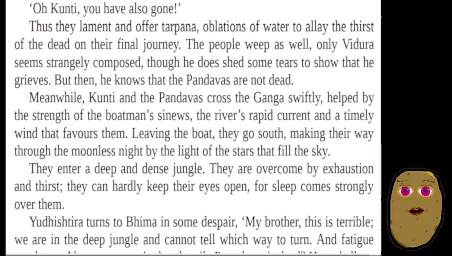 ‘Oh Kunti, you have also gone!’
Thus they lament and offer tarpana, oblations of water to allay the thirst
of the dead on their final journey. The people weep as well, only Vidura
seems strangely composed, though he does shed some tears to show that he
grieves. But then, he knows that the Pandavas are not dead.
Meanwhile, Kunti and the Pandavas cross the Ganga swiftly, helped by
the strength of the boatman’s sinews, the river’s rapid current and a timely
wind that favours them. Leaving the boat, they go south, making their way
through the moonless night by the light of the stars that fill the sky.
They enter a deep and dense jungle. They are overcome by exhaustion
and thirst; they can hardly keep their eyes open, for sleep comes strongly
over them.
Yudhishtira turns to Bhima in some despair, ‘My brother, this is terrible;
we are in the deep jungle and cannot tell which way to turn. And fatigue